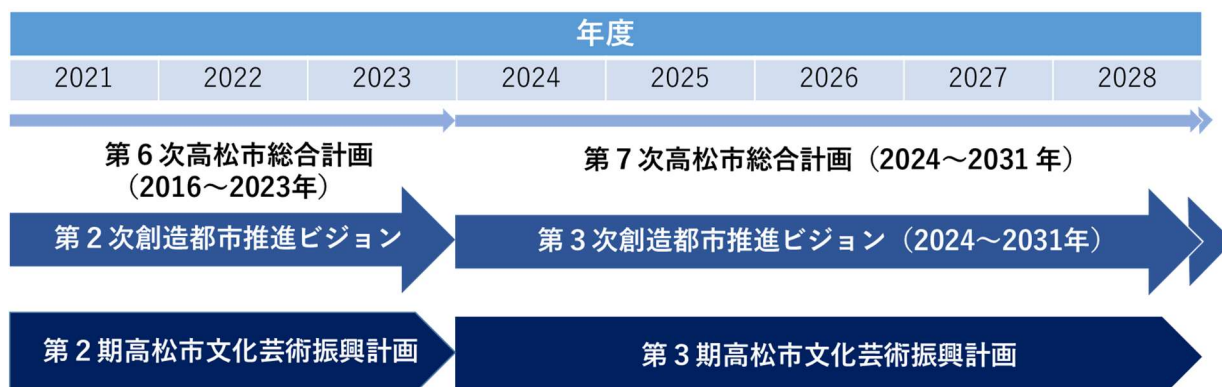 年度
2021 2022 2023 2024 2025 2026 2027 2028
第６次高松市総合計画
（2016～2023年）
第７次高松市総合計画（2024～2031 年）
第２次創造都市推進ビジョン
第３次創造都市推進ビジョン（2024～2031年）
第２期高松市文化芸術振興計画
第３期高松市文化芸術振興計画